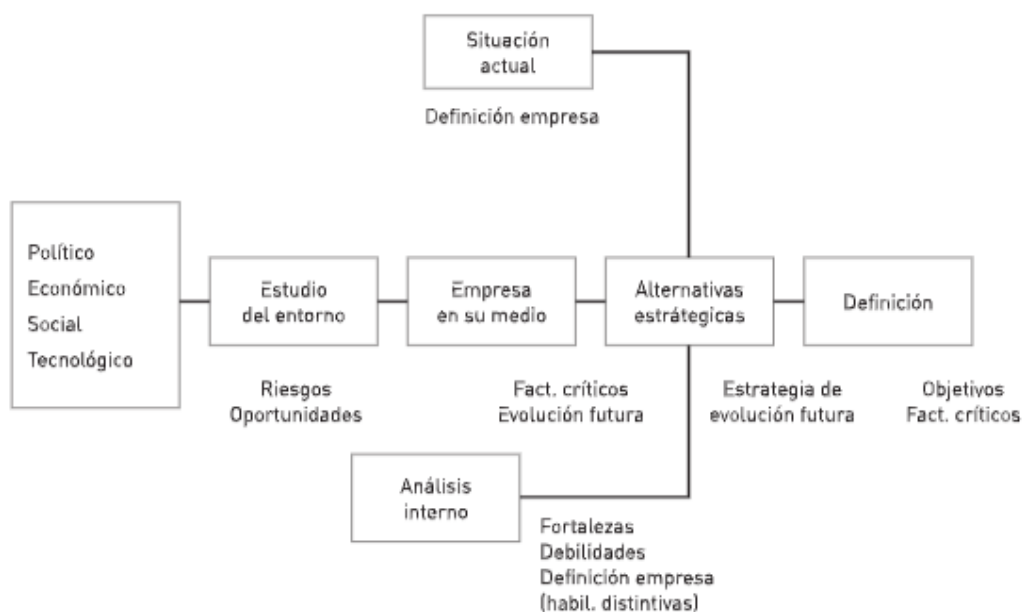 Situación
actual
Definición empresa
Político
Económico
Social
Tecnológico
Estudio
del entorno
Empresa
en su medio
Alternativas
estrátegicas
Definición
Riesgos
Oportunidades
Fact. críticos
Evolución futura
Estrategia de
evolución futura
Objetivos
Fact. críticos
Análisis
interno
Fortalezas
Debilidades
Definición empresa
(habil. distintivas)